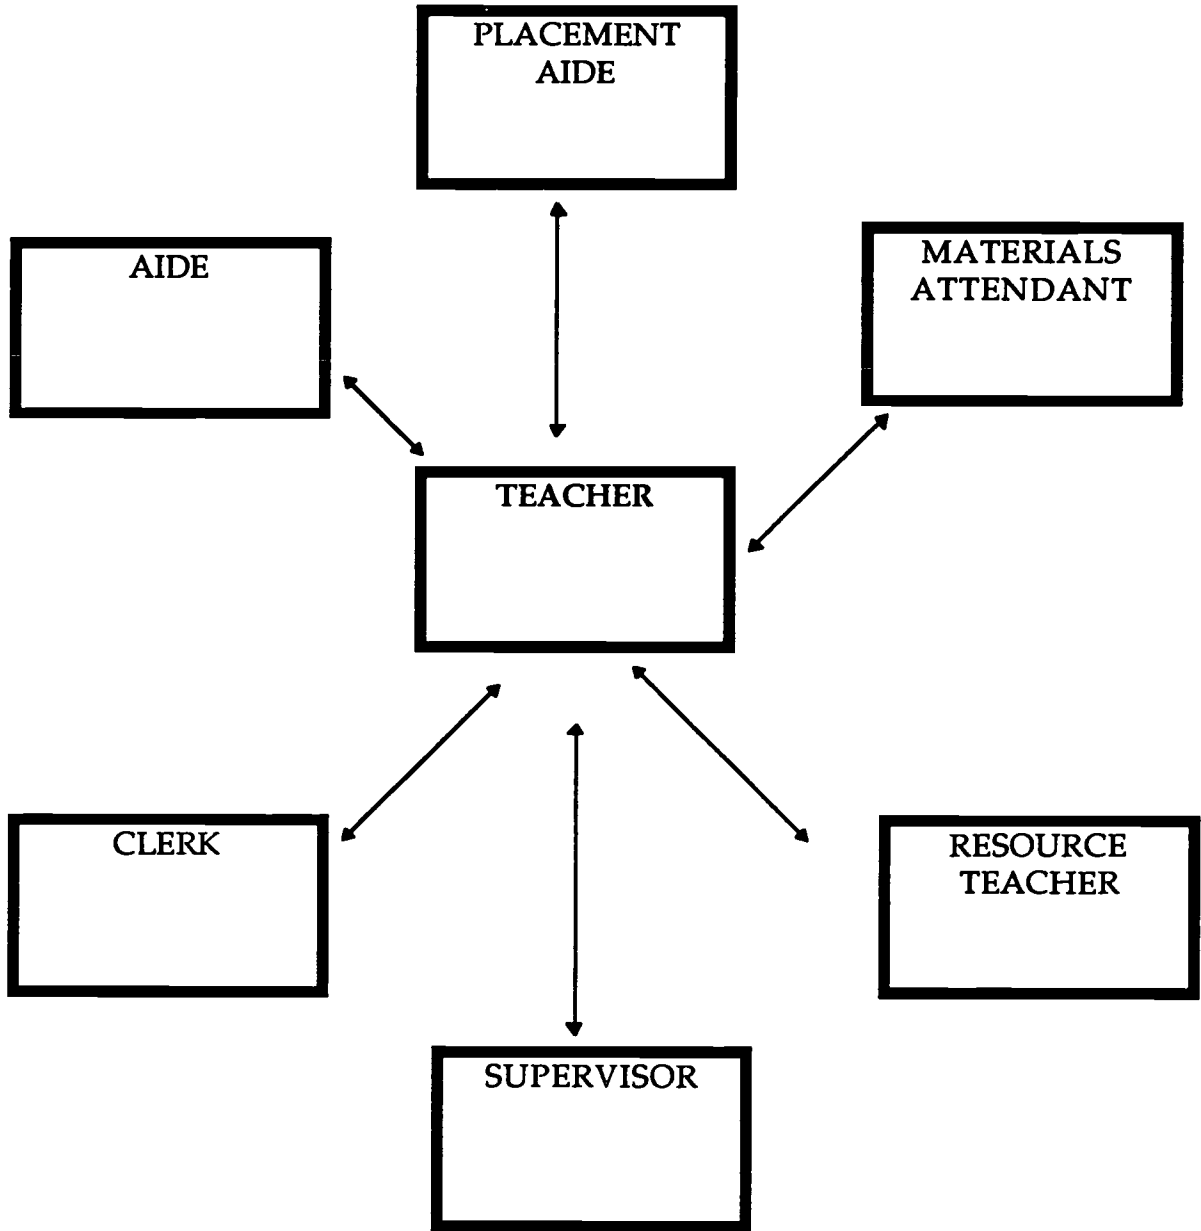 PLACEMENT
AIDE
AIDE
MATERIALS
ATTENDANT
TEACHER
CLERK
RESOURCE
TEACHER
SUPERVISOR